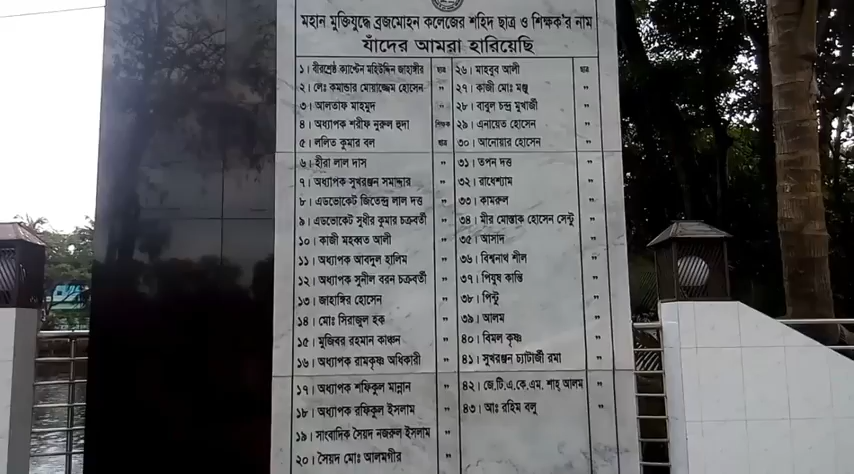 মহান মুক্তিযুদ্ধে ব্রজমোহন কলেজের শহিদ ছাত্র ও শিক্ষক'র নাম
যাঁদের আমরা হারিয়েছি
১। বীরশ্রেষ্ঠ ক্যাপ্টেন মহিউদ্দিন জাহাঙ্গীর ছাত্র
২। লেঃ কমান্ডার মোয়াজ্জেম হোসেন "
৩। আলতাফ মাহমুদ "
৪। অধ্যাপক শরীফ নুরুল হুদা শিক্ষক
৫। ললিত কুমার বল ছাত্র
৬। হীরা লাল দাস "
৭। অধ্যাপক সুখরঞ্জন সমাদ্দার "
৮। এডভোকেট জিতেন্দ্র লাল দত্ত "
৯। এডভোকেট সুধীর কুমার চক্রবর্তী "
১০। কাজী মহব্বত আলী "
১১। অধ্যাপক আবদুল হালিম "
১২। অধ্যাপক সুনীল বরন চক্রবর্তী "
১৩। জাহাঙ্গির হোসেন "
১৪। মোঃ সিরাজুল হক "
১৫। মুজিবর রহমান কাঞ্চন "
১৬। অধ্যাপক রামকৃষ্ণ অধিকারী "
১৭। অধ্যাপক শফিকুল মান্নান "
১৮। অধ্যাপক রফিকুল ইসলাম "
১৯। সাংবাদিক সৈয়দ নজরুল ইসলাম "
২০। সৈয়দ মোঃ আলমগীর "
২৬। মাহবুব আলী ছাত্র
২৭। কাজী মোঃ মঞ্জু "
২৮। বাবুল চন্দ্র মুখার্জী "
২৯। এনায়েত হোসেন "
৩০। আনোয়ার হোসেন "
৩১। তপন দত্ত "
৩২। রাধেশ্যাম "
৩৩। কামরুল "
৩৪। মীর মোস্তাক হোসেন সেন্টু "
৩৫। আসাদ "
৩৬। বিশ্বনাথ শীল "
৩৭। পিযুষ কান্তি "
৩৮। পিন্টু "
৩৯। আলম "
৪০। বিমল কৃষ্ণ "
৪১। সুখরঞ্জন চ্যাটার্জী রমা "
৪২। জে.টি.এ.কে.এম. শাহ্ আলম "
৪৩। আঃ রহিম বলু "